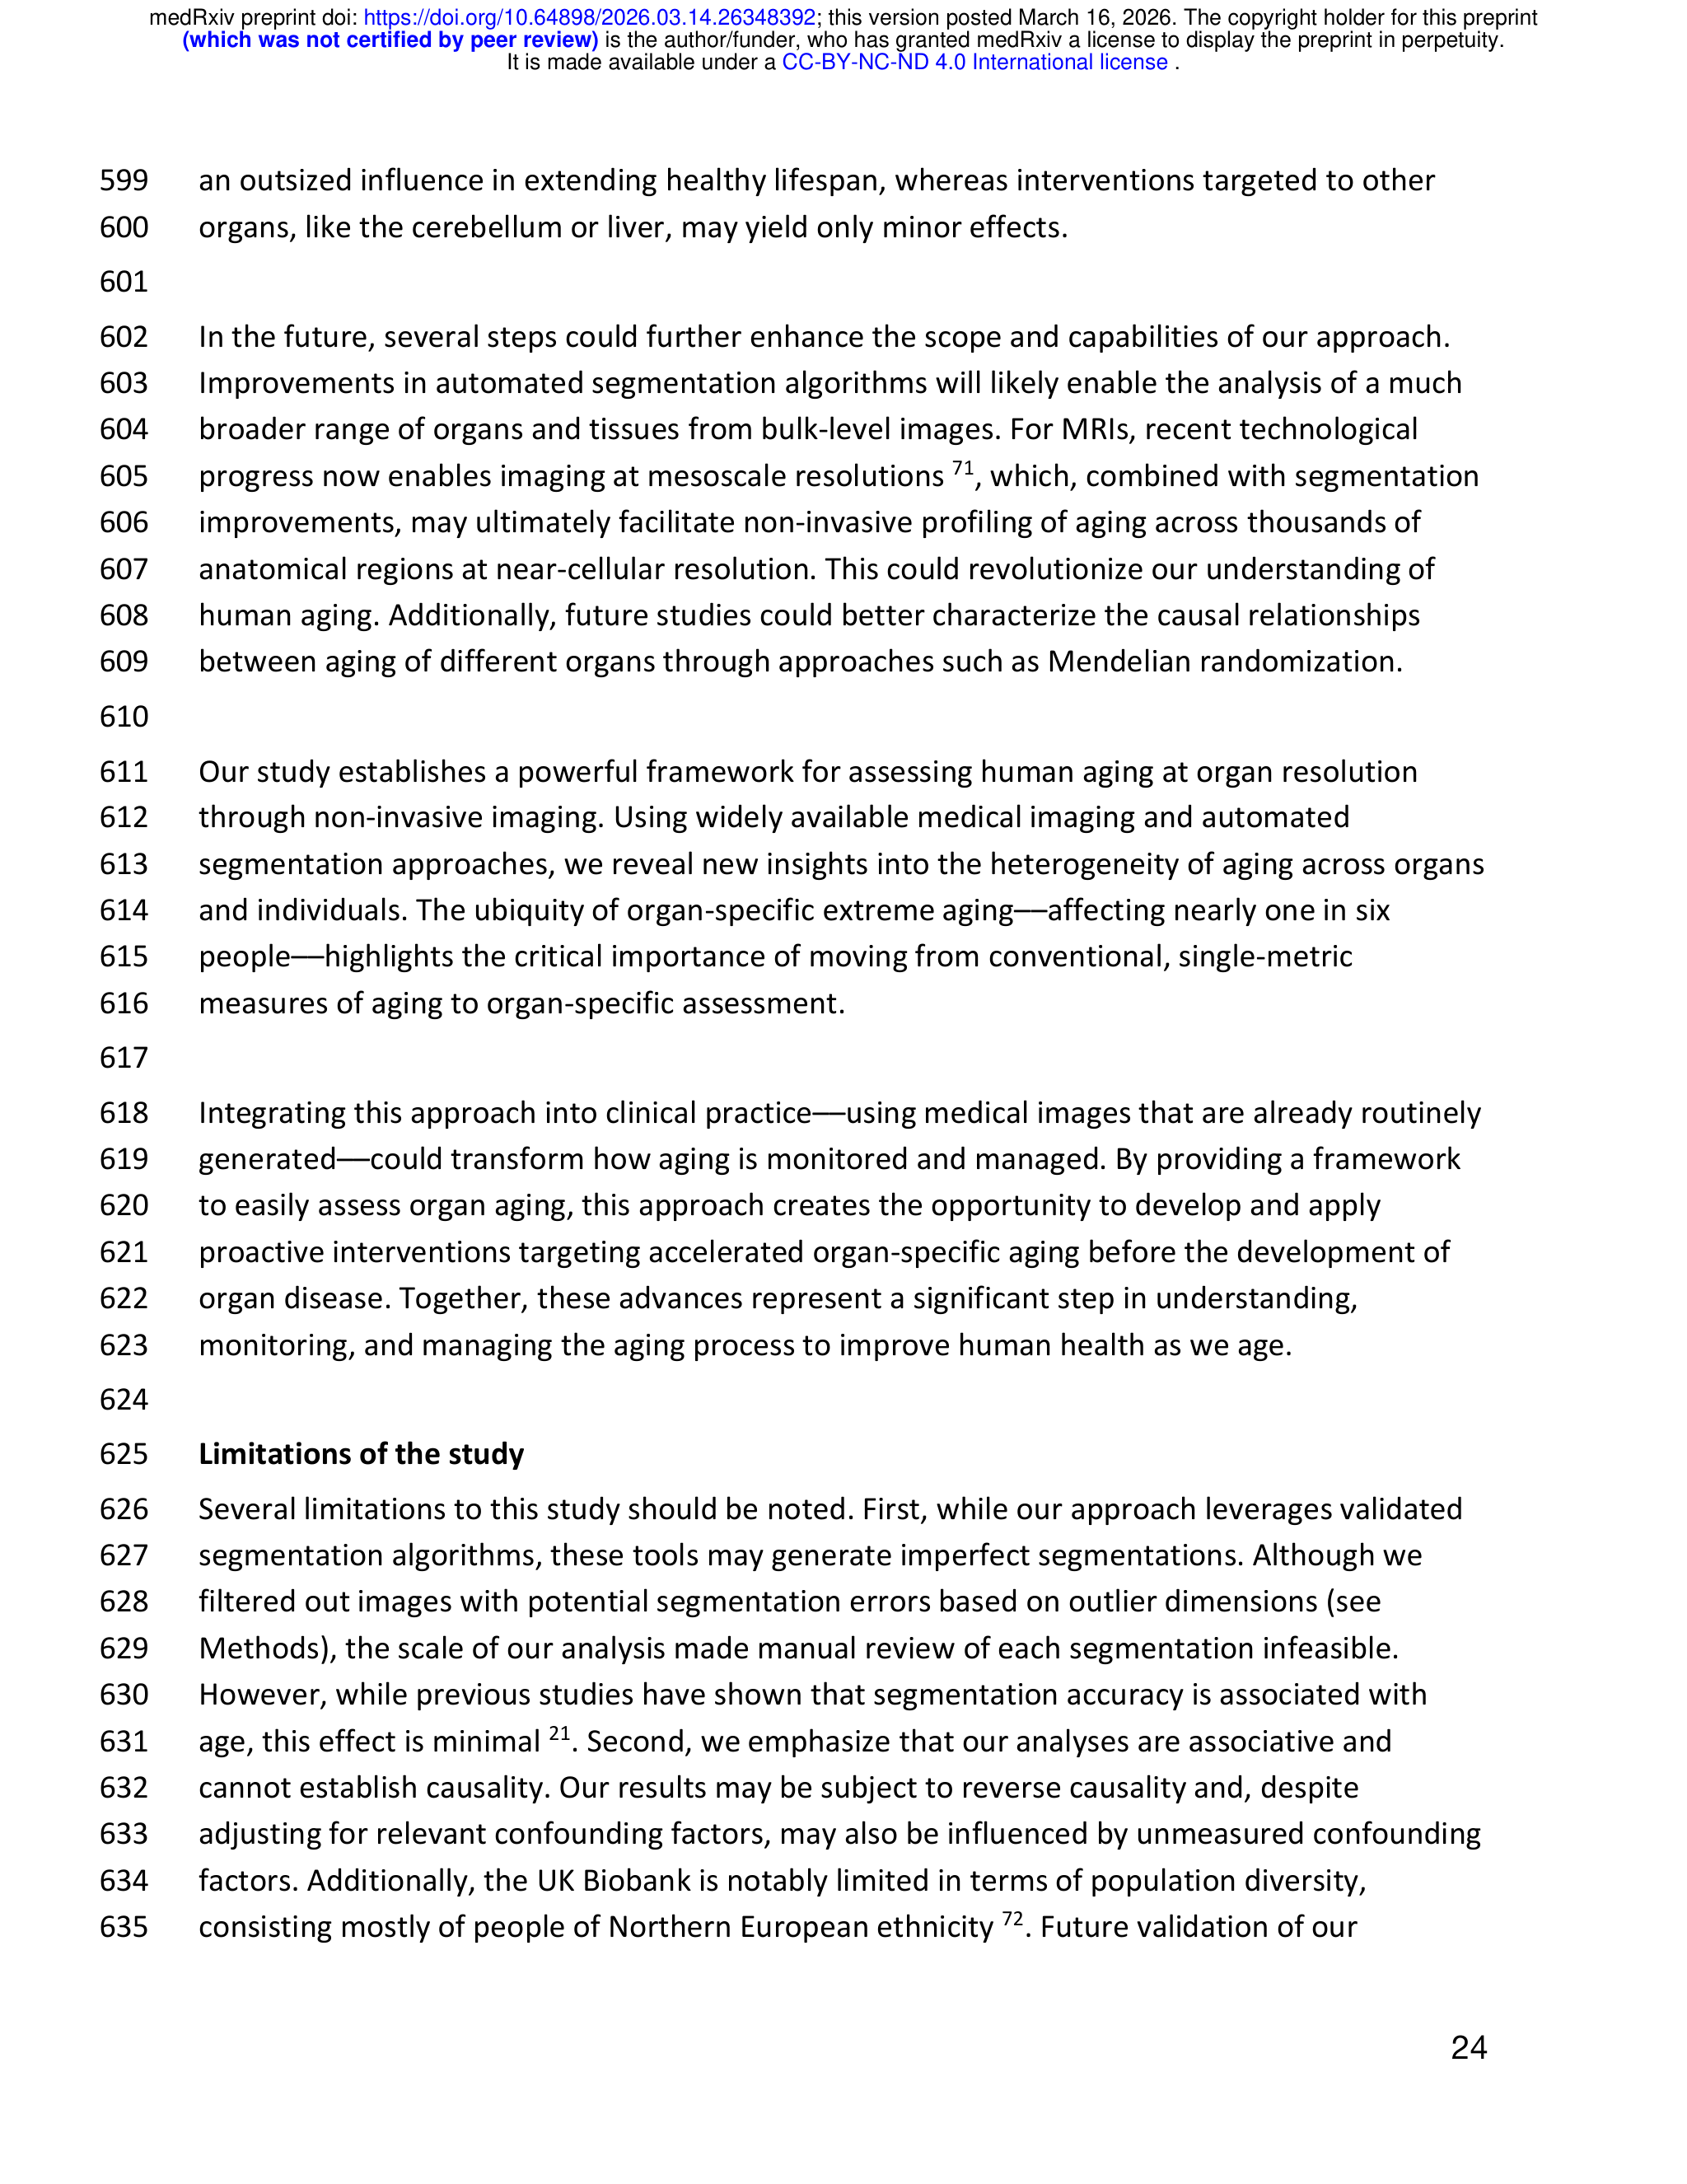 medRxiv preprint doi: https://doi.org/10.64898/2026.03.14.26348392; this version posted March 16, 2026. The copyright holder for this preprint
(which was not certified by peer review) is the author/funder, who has granted medRxiv a license to display the preprint in perpetuity.
It is made available under a CC-BY-NC-ND 4.0 International license .
599 an outsized influence in extending healthy lifespan, whereas interventions targeted to other
600 organs, like the cerebellum or liver, may yield only minor effects.
601
602 In the future, several steps could further enhance the scope and capabilities of our approach.
603 Improvements in automated segmentation algorithms will likely enable the analysis of a much
604 broader range of organs and tissues from bulk-level images. For MRIs, recent technological
605 progress now enables imaging at mesoscale resolutions 71, which, combined with segmentation
606 improvements, may ultimately facilitate non-invasive profiling of aging across thousands of
607 anatomical regions at near-cellular resolution. This could revolutionize our understanding of
608 human aging. Additionally, future studies could better characterize the causal relationships
609 between aging of different organs through approaches such as Mendelian randomization.
610
611 Our study establishes a powerful framework for assessing human aging at organ resolution
612 through non-invasive imaging. Using widely available medical imaging and automated
613 segmentation approaches, we reveal new insights into the heterogeneity of aging across organs
614 and individuals. The ubiquity of organ-specific extreme aging—affecting nearly one in six
615 people—highlights the critical importance of moving from conventional, single-metric
616 measures of aging to organ-specific assessment.
617
618 Integrating this approach into clinical practice—using medical images that are already routinely
619 generated—could transform how aging is monitored and managed. By providing a framework
620 to easily assess organ aging, this approach creates the opportunity to develop and apply
621 proactive interventions targeting accelerated organ-specific aging before the development of
622 organ disease. Together, these advances represent a significant step in understanding,
623 monitoring, and managing the aging process to improve human health as we age.
624
625 Limitations of the study
626 Several limitations to this study should be noted. First, while our approach leverages validated
627 segmentation algorithms, these tools may generate imperfect segmentations. Although we
628 filtered out images with potential segmentation errors based on outlier dimensions (see
629 Methods), the scale of our analysis made manual review of each segmentation infeasible.
630 However, while previous studies have shown that segmentation accuracy is associated with
631 age, this effect is minimal 21. Second, we emphasize that our analyses are associative and
632 cannot establish causality. Our results may be subject to reverse causality and, despite
633 adjusting for relevant confounding factors, may also be influenced by unmeasured confounding
634 factors. Additionally, the UK Biobank is notably limited in terms of population diversity,
635 consisting mostly of people of Northern European ethnicity 72. Future validation of our
24